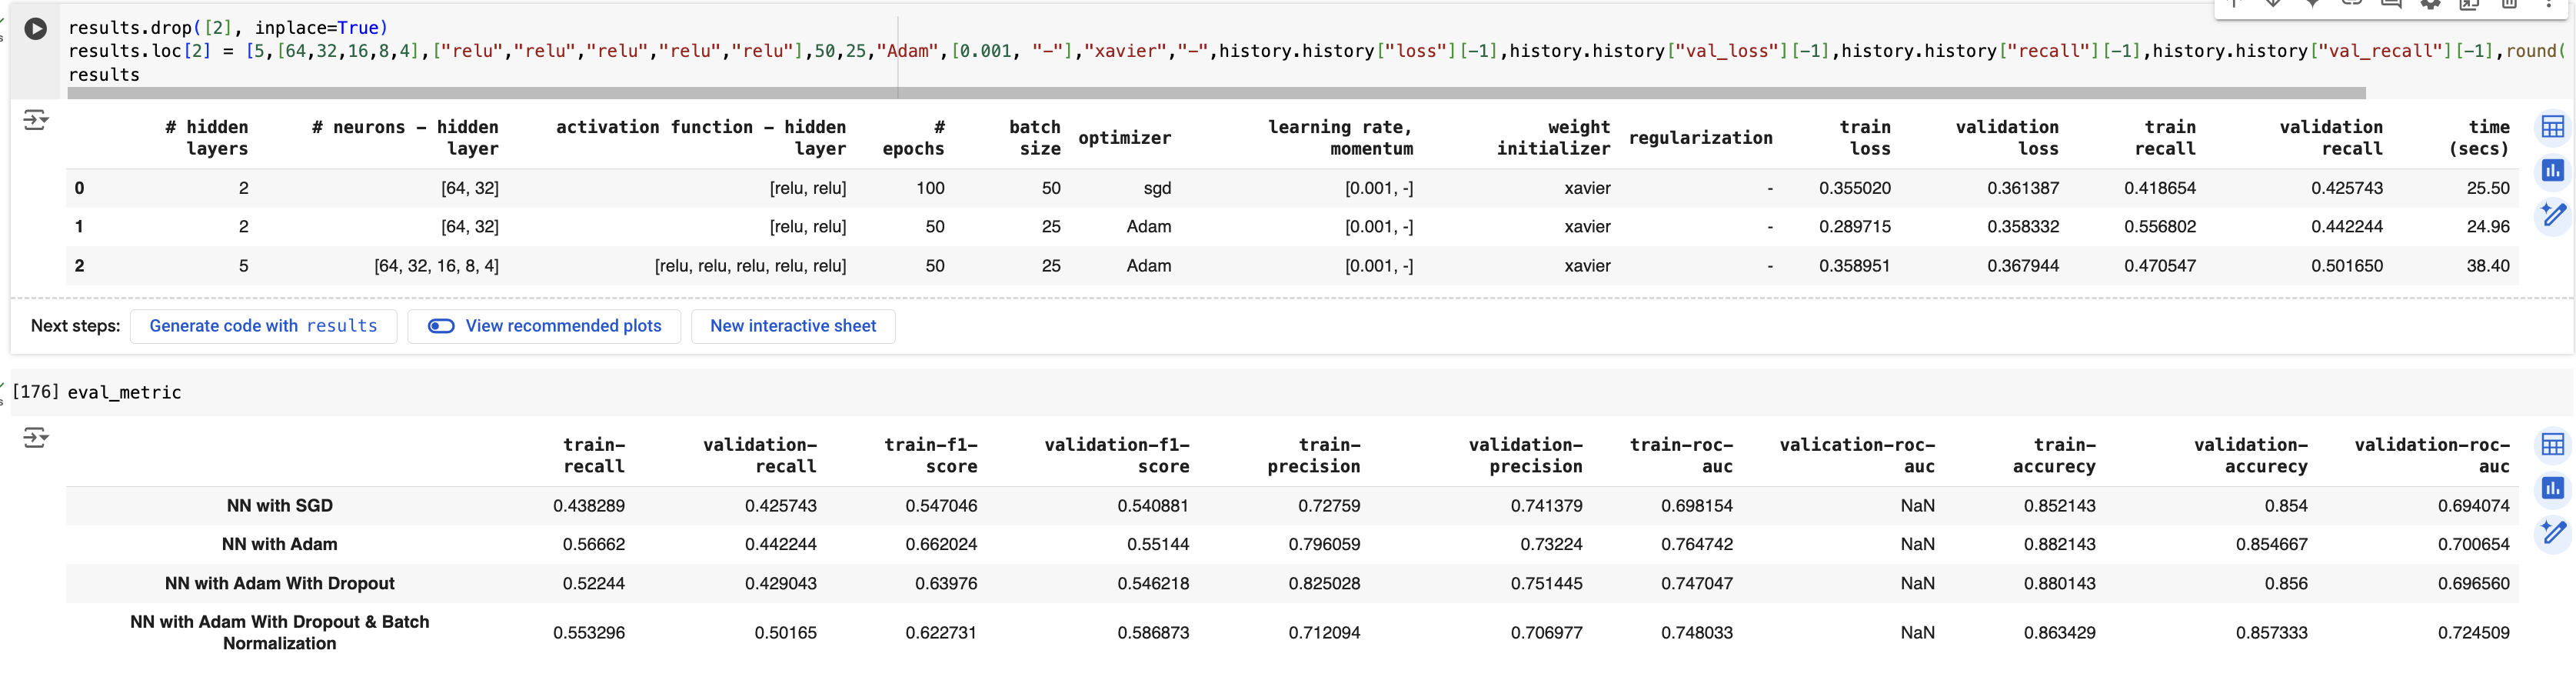 results.drop([2], inplace=True)
results.loc[2] = [5,[64,32,16,8,4],["relu","relu","relu","relu","relu"],50,25,"Adam",[0.001, "-"],"xavier","-",history.history["loss"][-1],history.history["val_loss"][-1],history.history["recall"][-1],history.history["val_recall"][-1],round(
results
# hidden layers # neurons - hidden layer activation function - hidden layer # epochs batch size optimizer learning rate, momentum weight initializer regularization train loss validation loss train recall validation recall time (secs)
0 2 [64, 32] [relu, relu] 100 50 sgd [0.001, -] xavier - 0.355020 0.361387 0.418654 0.425743 25.50
1 2 [64, 32] [relu, relu] 50 25 Adam [0.001, -] xavier - 0.289715 0.358332 0.556802 0.442244 24.96
2 5 [64, 32, 16, 8, 4] [relu, relu, relu, relu, relu] 50 25 Adam [0.001, -] xavier - 0.358951 0.367944 0.470547 0.501650 38.40
Next steps: Generate code with results View recommended plots New interactive sheet
[176] eval_metric
train-recall validation-recall train-f1-score validation-f1-score train-precision validation-precision train-roc-auc valication-roc-auc train-accurecy validation-accurecy validation-roc-auc
NN with SGD 0.438289 0.425743 0.547046 0.540881 0.72759 0.741379 0.698154 NaN 0.852143 0.854 0.694074
NN with Adam 0.56662 0.442244 0.662024 0.55144 0.796059 0.73224 0.764742 NaN 0.882143 0.854667 0.700654
NN with Adam With Dropout 0.52244 0.429043 0.63976 0.546218 0.825028 0.751445 0.747047 NaN 0.880143 0.856 0.696560
NN with Adam With Dropout & Batch Normalization 0.553296 0.50165 0.622731 0.586873 0.712094 0.706977 0.748033 NaN 0.863429 0.857333 0.724509